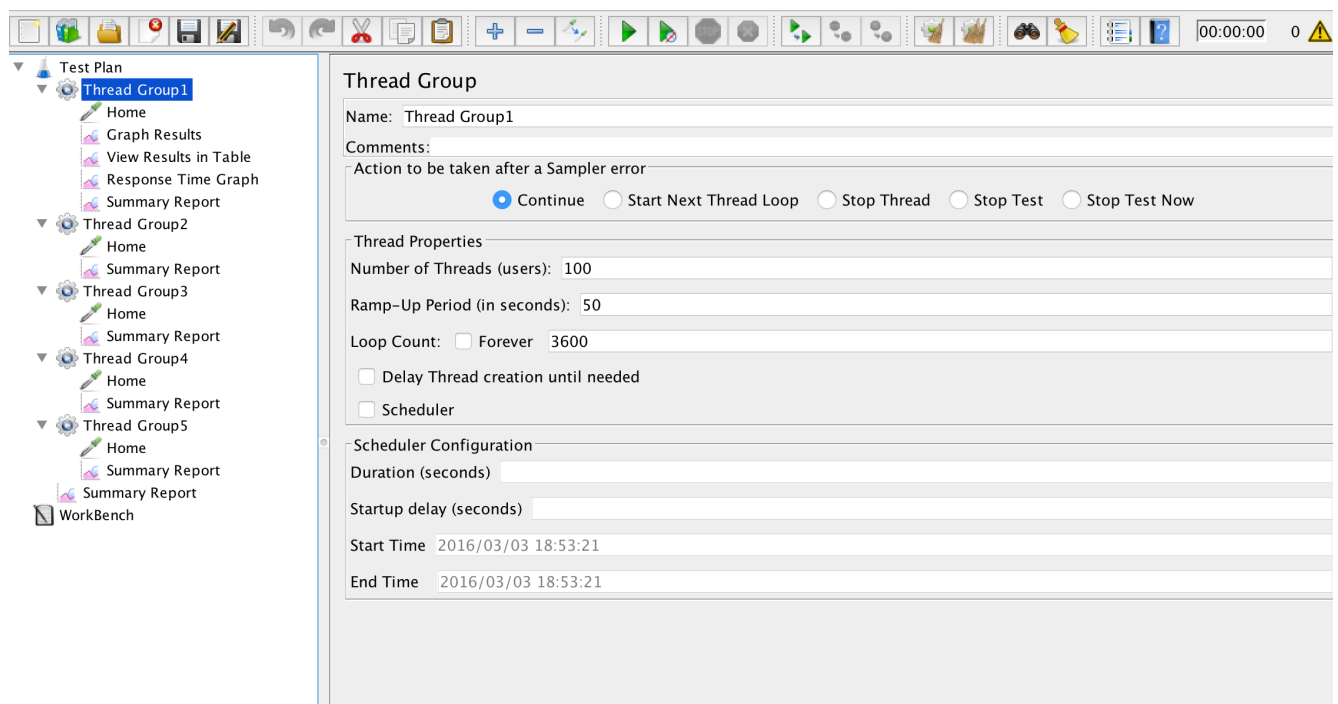 00:00:00 0
Test Plan
Thread Group1
Home
Graph Results
View Results in Table
Response Time Graph
Summary Report
Thread Group2
Home
Summary Report
Thread Group3
Home
Summary Report
Thread Group4
Home
Summary Report
Thread Group5
Home
Summary Report
Summary Report
WorkBench
Thread Group
Name: Thread Group1
Comments:
Action to be taken after a Sampler error
Continue Start Next Thread Loop Stop Thread Stop Test Stop Test Now
Thread Properties
Number of Threads (users): 100
Ramp-Up Period (in seconds): 50
Loop Count: Forever 3600
Delay Thread creation until needed
Scheduler
Scheduler Configuration
Duration (seconds)
Startup delay (seconds)
Start Time 2016/03/03 18:53:21
End Time 2016/03/03 18:53:21